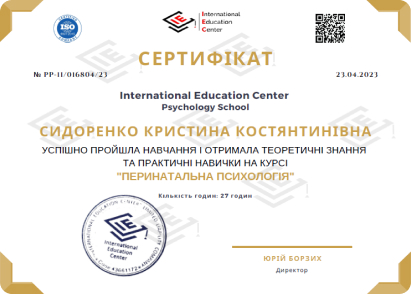 International
Education
Center
ISO
СЕРТИФІКАТ
№ PP-II/016804/23
23.04.2023
International Education Center
Psychology School
СИДОРЕНКО КРИСТИНА КОСТЯНТИНІВНА
УСПІШНО ПРОЙШЛА НАВЧАННЯ І ОТРИМАЛА ТЕОРЕТИЧНІ ЗНАННЯ
ТА ПРАКТИЧНІ НАВИЧКИ НА КУРСІ
"ПЕРИНАТАЛЬНА ПСИХОЛОГІЯ"
Кількість годин: 27 годин
International
Education
Center
ЮРІЙ БОРЗИХ
Директор